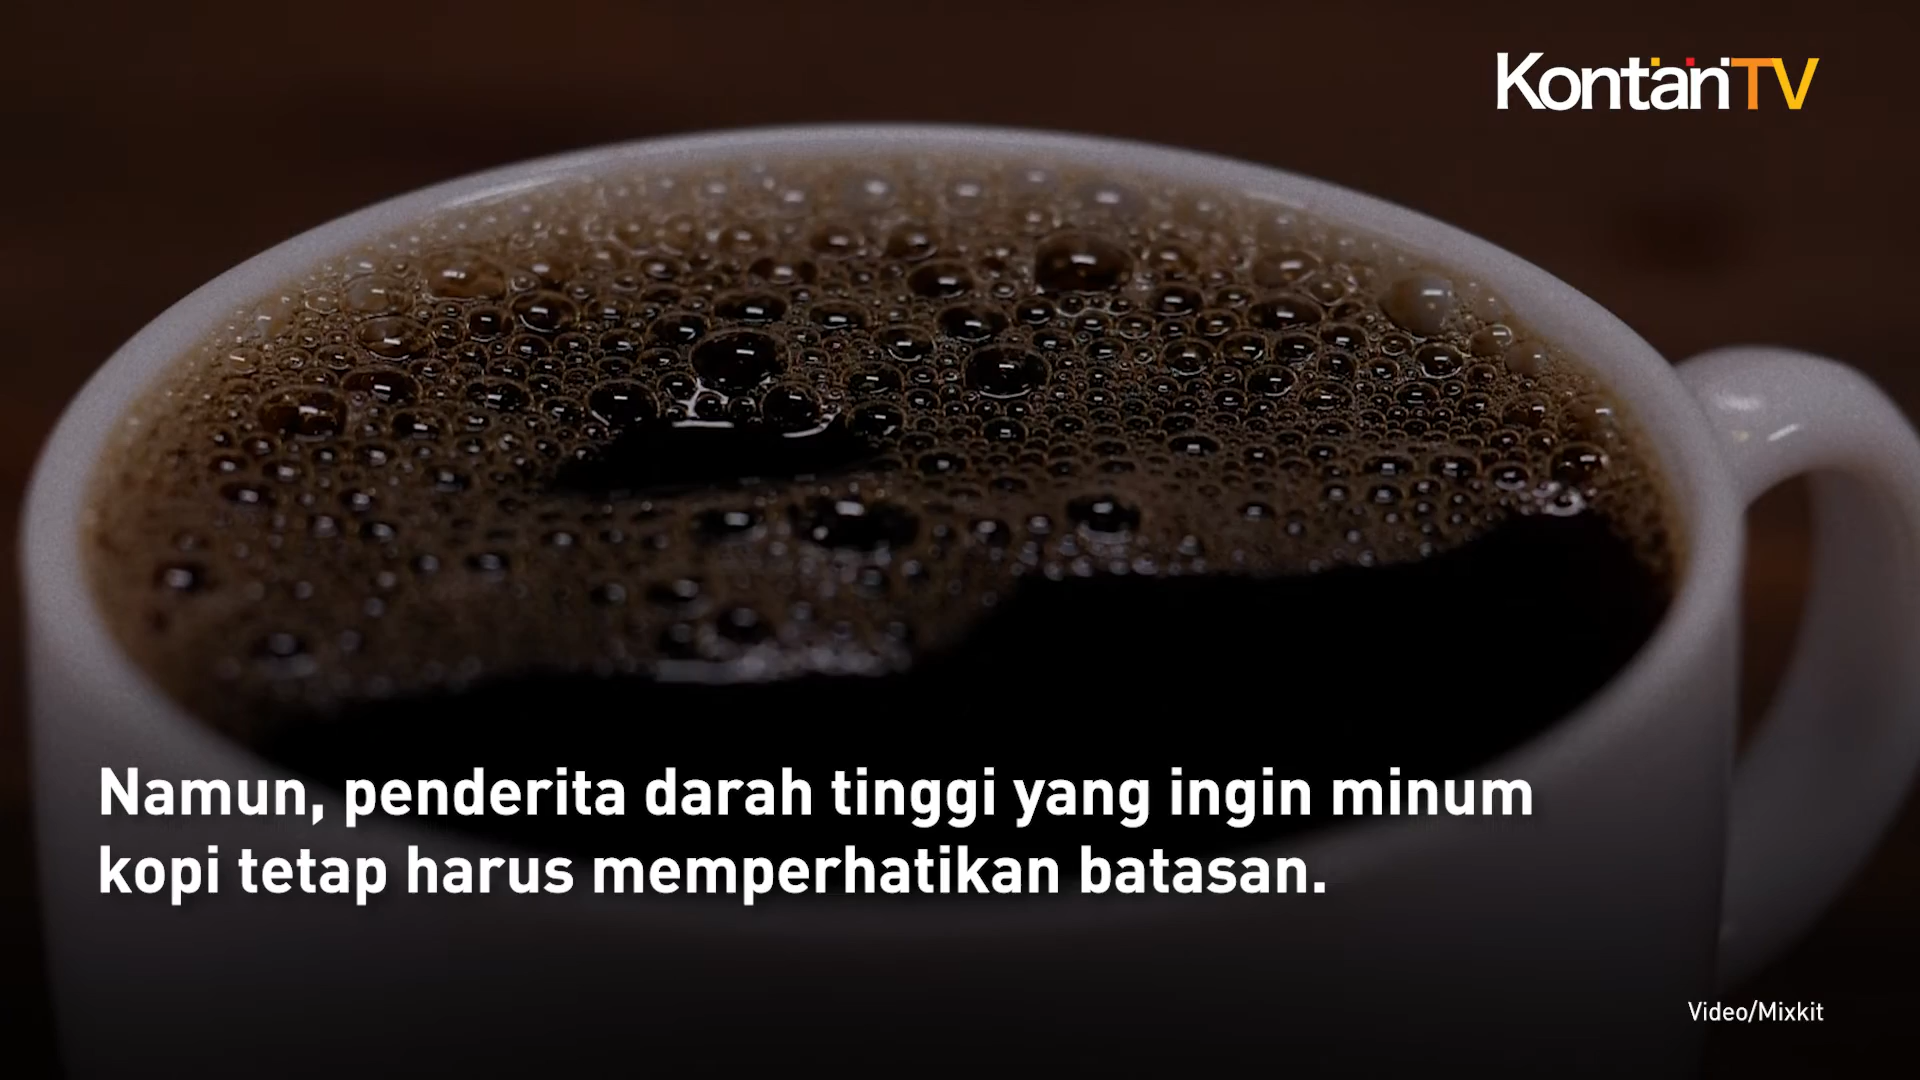 KontanTV
Namun, penderita darah tinggi yang ingin minum
kopi tetap harus memperhatikan batasan.
Video/Mixkit